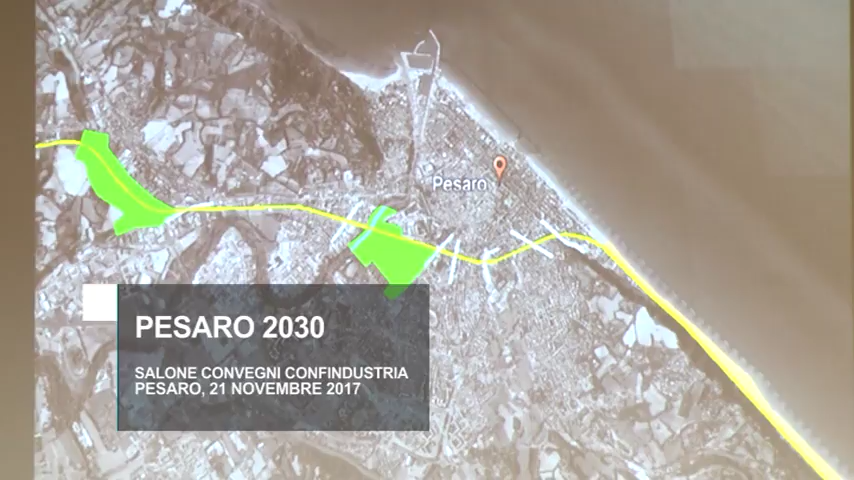 Pesaro
PESARO 2030
SALONE CONVEGNI CONFINDUSTRIA
PESARO, 21 NOVEMBRE 2017